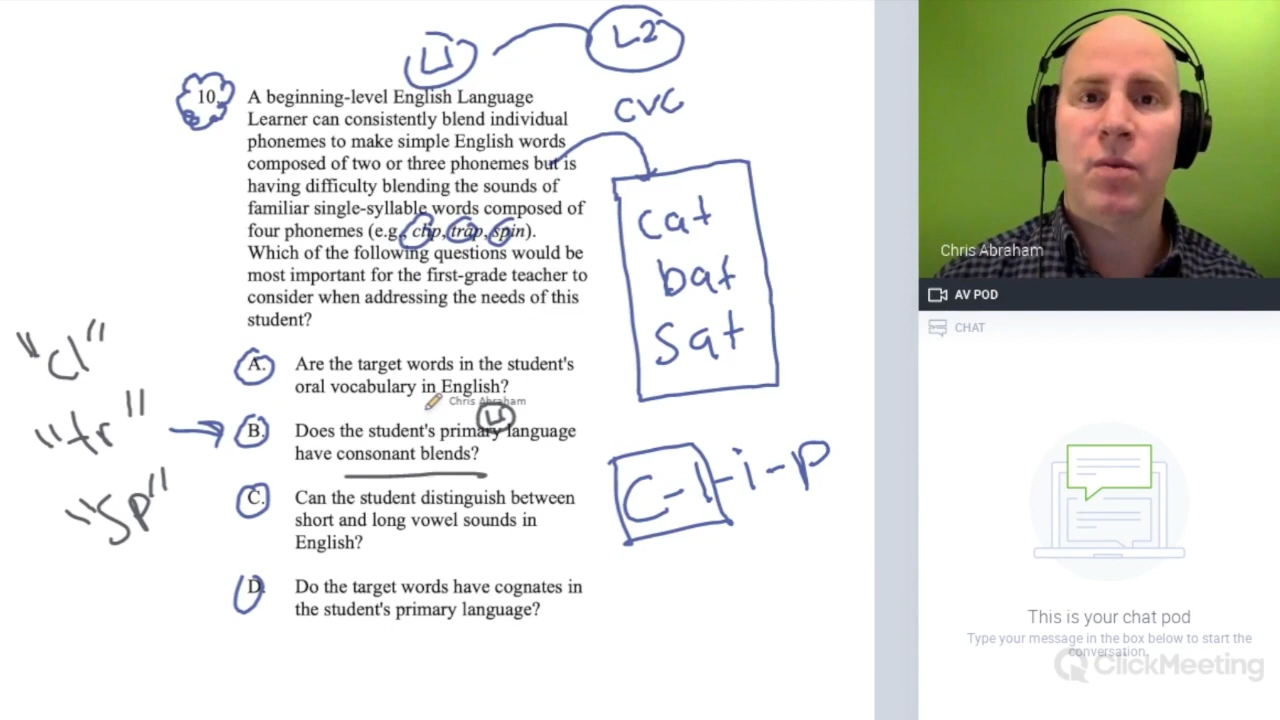 L1
L2
CVC
10. A beginning-level English Language
Learner can consistently blend individual
phonemes to make simple English words
composed of two or three phonemes but is
having difficulty blending the sounds of
familiar single-syllable words composed of
four phonemes (e.g., clip, trap, spin).
Which of the following questions would be
most important for the first-grade teacher to
consider when addressing the needs of this
student?
cat
bat
sat
"cl"
"tr"
"sp"
A. Are the target words in the student's
oral vocabulary in English?
Chris Abraham
L1
B. Does the student's primary language
have consonant blends?
C. Can the student distinguish between
short and long vowel sounds in
English?
D. Do the target words have cognates in
the student's primary language?
C-l-i-p
Chris Abraham
AV POD
CHAT
This is your chat pod
Type your message in the box below to start the
conversation.
ClickMeeting